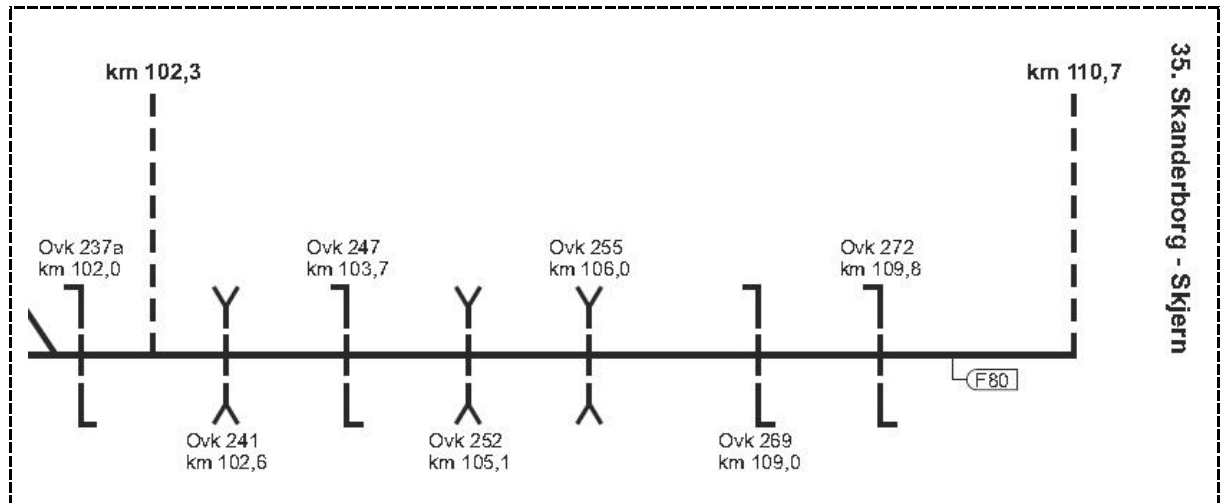 km 102,3
km 110,7
35. Skanderborg - Skjern
Ovk 237a
km 102,0
Ovk 247
km 103,7
Ovk 255
km 106,0
Ovk 272
km 109,8
F80
Ovk 241
km 102,6
Ovk 252
km 105,1
Ovk 269
km 109,0